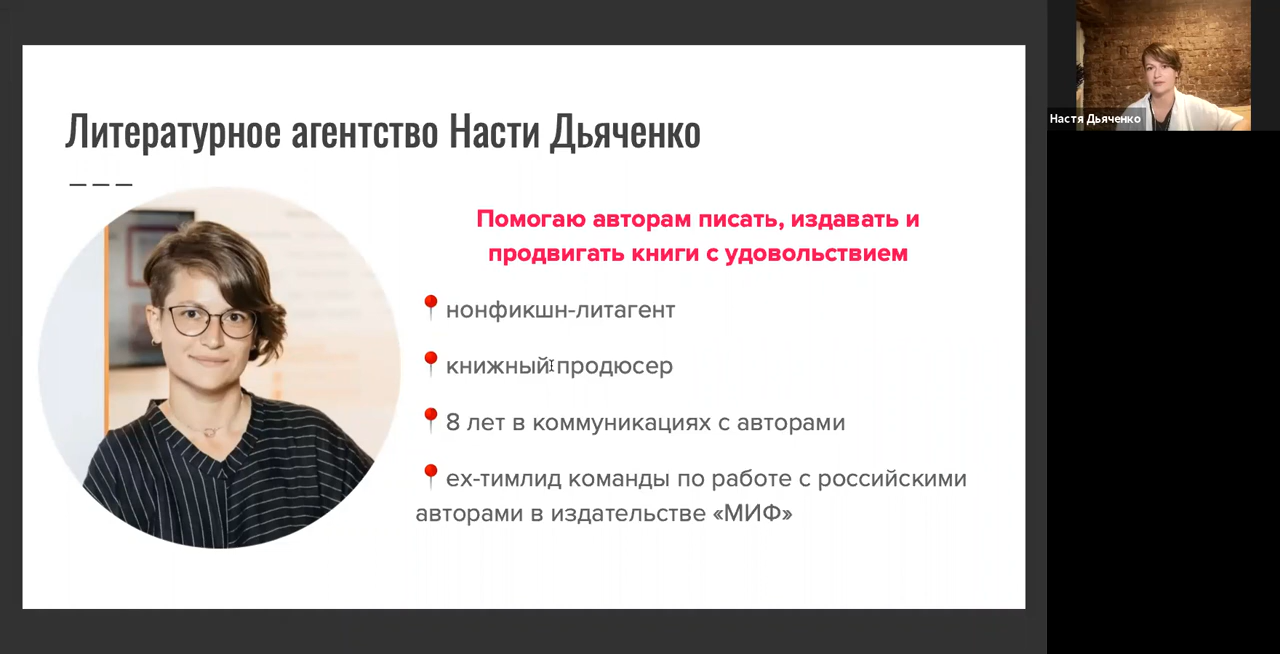 Литературное агентство Насти Дьяченко
Помогаю авторам писать, издавать и
продвигать книги с удовольствием
📍нонфикшн-литагент
📍книжный продюсер
📍8 лет в коммуникациях с авторами
📍ex-тимлид команды по работе с российскими
авторами в издательстве «МИФ»
Настя Дьяченко